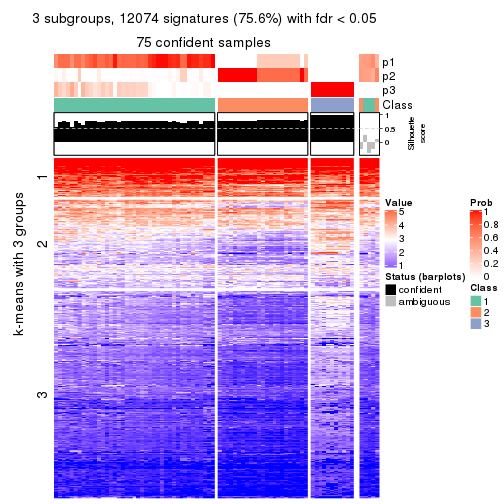 3 subgroups, 12074 signatures (75.6%) with fdr < 0.05
75 confident samples
p1
p2
p3
Class
1
0.5
0
Silhouette
score
k-means with 3 groups
1
2
3
Value
5
4
3
2
1
Status (barplots)
confident
ambiguous
Prob
1
0.8
0.6
0.4
0.2
0
Class
1
2
3